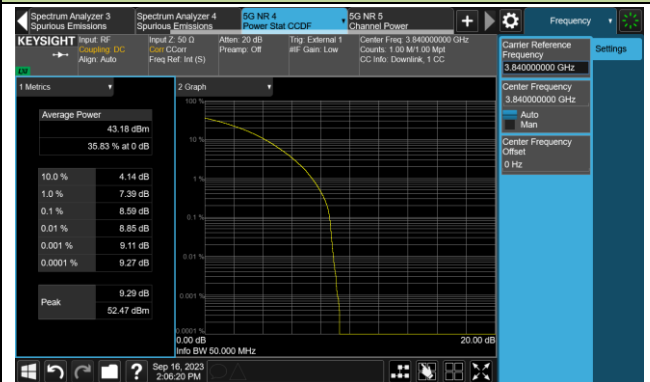 Spectrum Analyzer 3
Spurious Emissions
Spectrum Analyzer 4
Spurious Emissions
5G NR 4
Power Stat CCDF
5G NR 5
Channel Power
Frequency
KEYSIGHT
Input: RF
Coupling: DC
Align: Auto
Input Z: 50 Ω
Corr CCorr
Freq Ref: Int (S)
Atten: 20 dB
Preamp: Off
Trig: External 1
#IF Gain: Low
Center Freq: 3.840000000 GHz
Counts: 1.00 M/1.00 Mpt
CC Info: Downlink, 1 CC
LXI
1 Metrics
Average Power
43.18 dBm
35.83 % at 0 dB
10.0 % 4.14 dB
1.0 % 7.39 dB
0.1 % 8.59 dB
0.01 % 8.85 dB
0.001 % 9.11 dB
0.0001 % 9.27 dB
Peak
9.29 dB
52.47 dBm
2 Graph
100 %
10 %
1 %
0.1 %
0.01 %
0.001 %
0.0001 %
0.00 dB 20.00 dB
Info BW 50.000 MHz
Carrier Reference
Frequency
3.840000000 GHz
Center Frequency
3.840000000 GHz
Auto
Man
Center Frequency
Offset
0 Hz
Settings
Sep 16, 2023
2:06:20 PM